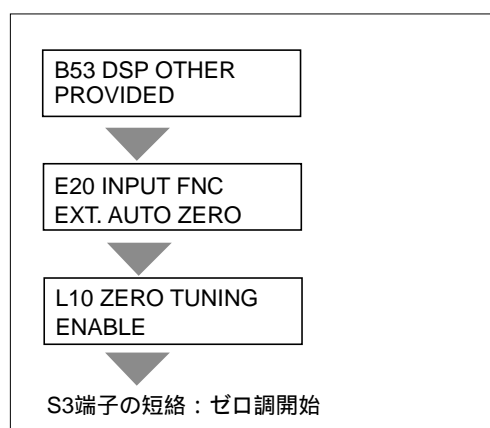 B53 DSP OTHER
PROVIDED
E20 INPUT FNC
EXT. AUTO ZERO
L10 ZERO TUNING
ENABLE
S3端子の短絡：ゼロ調開始